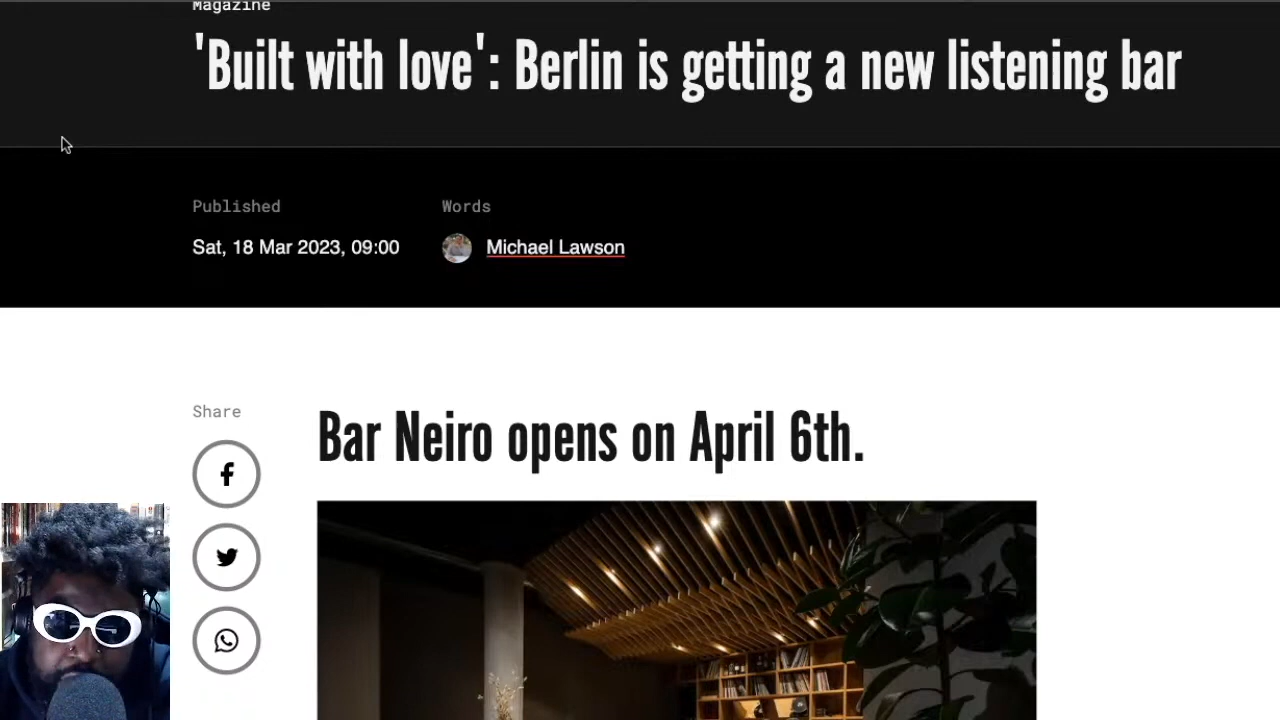 Magazine
'Built with love': Berlin is getting a new listening bar
Published
Words
Sat, 18 Mar 2023, 09:00
Michael Lawson
Share
Bar Neiro opens on April 6th.